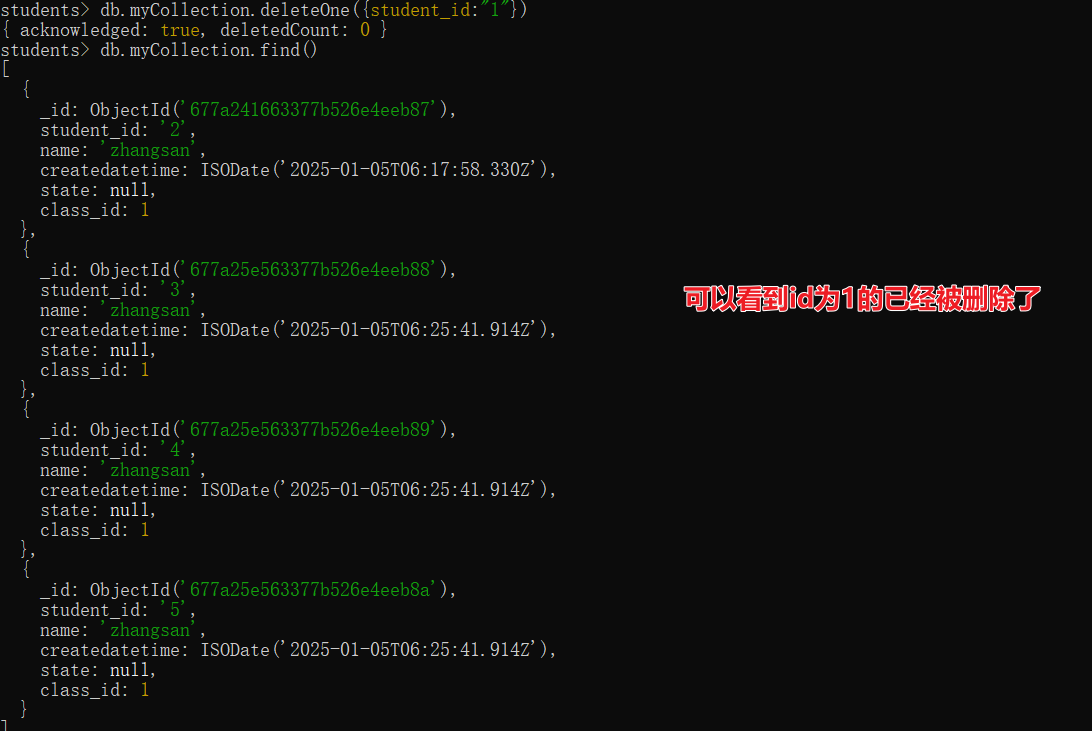 students> db.myCollection.deleteOne({student_id:"1"})
{ acknowledged: true, deletedCount: 0 }
students> db.myCollection.find()
[
  {
    _id: ObjectId('677a241663377b526e4eeb87'),
    student_id: '2',
    name: 'zhangsan',
    createdatetime: ISODate('2025-01-05T06:17:58.330Z'),
    state: null,
    class_id: 1
  },
  {
    _id: ObjectId('677a25e563377b526e4eeb88'),
    student_id: '3',
    name: 'zhangsan',
    createdatetime: ISODate('2025-01-05T06:25:41.914Z'),
    state: null,
    class_id: 1
  },
  {
    _id: ObjectId('677a25e563377b526e4eeb89'),
    student_id: '4',
    name: 'zhangsan',
    createdatetime: ISODate('2025-01-05T06:25:41.914Z'),
    state: null,
    class_id: 1
  },
  {
    _id: ObjectId('677a25e563377b526e4eeb8a'),
    student_id: '5',
    name: 'zhangsan',
    createdatetime: ISODate('2025-01-05T06:25:41.914Z'),
    state: null,
    class_id: 1
  }
]
可以看到id为1的已经被删除了